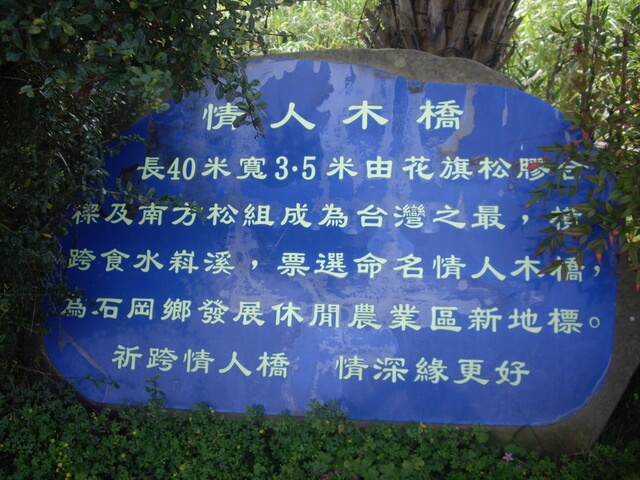 情人木橋
長40米寬3·5米由花旗松膠合
樑及南方松組成為台灣之最，橫
跨食水嵙溪，票選命名情人木橋，
為石岡鄉發展休閒農業區新地標。
祈跨情人橋 情深緣更好